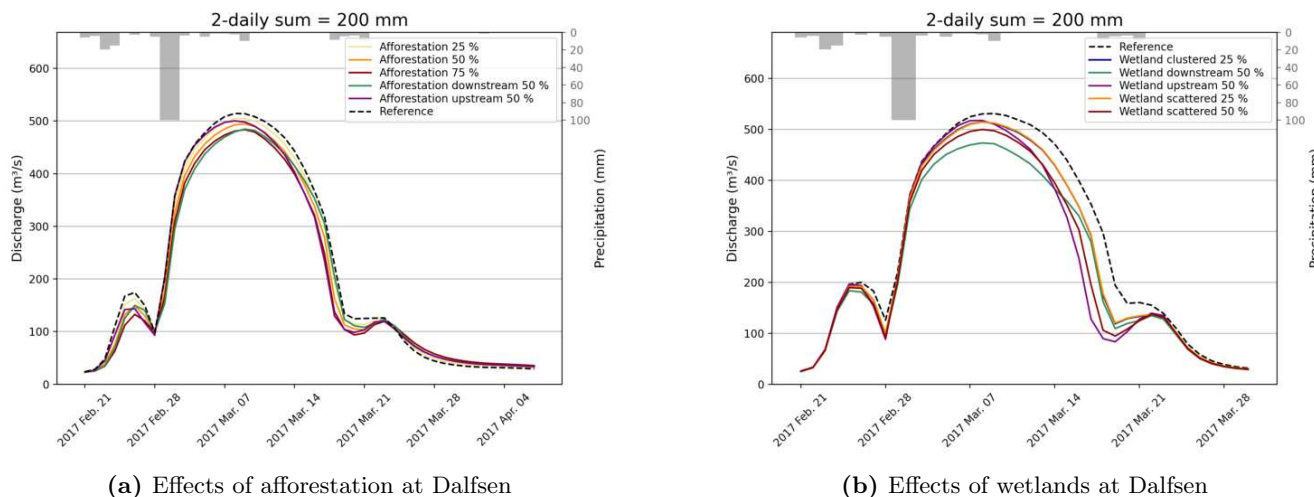 2-daily sum = 200 mm
600
500
400
300
200
100
0
Discharge (m³/s)
0
20
40
60
80
100
Precipitation (mm)
Afforestation 25 %
Afforestation 50 %
Afforestation 75 %
Afforestation downstream 50 %
Afforestation upstream 50 %
Reference
2017 Feb. 21
2017 Feb. 28
2017 Mar. 07
2017 Mar. 14
2017 Mar. 21
2017 Mar. 28
2017 Apr. 04
(a) Effects of afforestation at Dalfsen
2-daily sum = 200 mm
600
500
400
300
200
100
0
Discharge (m³/s)
0
20
40
60
80
100
Precipitation (mm)
Reference
Wetland clustered 25 %
Wetland downstream 50 %
Wetland upstream 50 %
Wetland scattered 25 %
Wetland scattered 50 %
2017 Feb. 21
2017 Feb. 28
2017 Mar. 07
2017 Mar. 14
2017 Mar. 21
2017 Mar. 28
(b) Effects of wetlands at Dalfsen